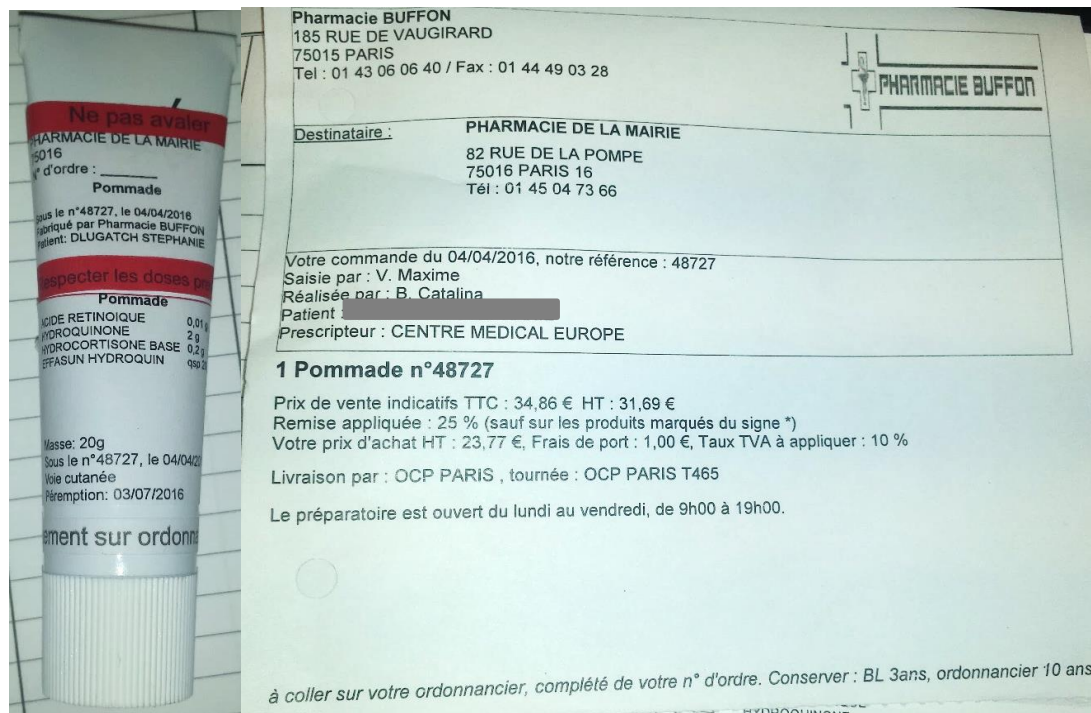 Ne pas avaler
PHARMACIE DE LA MAIRIE
75016
N° d'ordre :
Pommade
Sous le n°48727, le 04/04/2016
Fabriqué par Pharmacie BUFFON
Patient: DLUGATCH STEPHANIE
respecter les doses
Pommade
ACIDE RETINOIQUE 0,01
HYDROQUINONE 2 g
HYDROCORTISONE BASE 0,2 g
EFFASUN HYDROQUIN qsp
Masse: 20g
Sous le n°48727, le 04/04/
Voie cutanée
Péremption: 03/07/2016
sur
Pharmacie BUFFON
185 RUE DE VAUGIRARD
75015 PARIS
Tel : 01 43 06 06 40 / Fax : 01 44 49 03 28
PHARMACIE BUFFON
Destinataire : PHARMACIE DE LA MAIRIE
82 RUE DE LA POMPE
75016 PARIS 16
Tél : 01 45 04 73 66
Votre commande du 04/04/2016, notre référence : 48727
Saisie par : V. Maxime
Réalisée par : B. Catalina
Patient :
Prescripteur : CENTRE MEDICAL EUROPE
1 Pommade n°48727
Prix de vente indicatifs TTC : 34,86 € HT : 31,69 €
Remise appliquée : 25 % (sauf sur les produits marqués du signe *)
Votre prix d'achat HT : 23,77 €, Frais de port : 1,00 €, Taux TVA à appliquer : 10 %
Livraison par : OCP PARIS , tournée : OCP PARIS T465
Le préparatoire est ouvert du lundi au vendredi, de 9h00 à 19h00.
à coller sur votre ordonnancier, complété de votre n° d'ordre. Conserver : BL 3ans, ordonnancier 10 ans